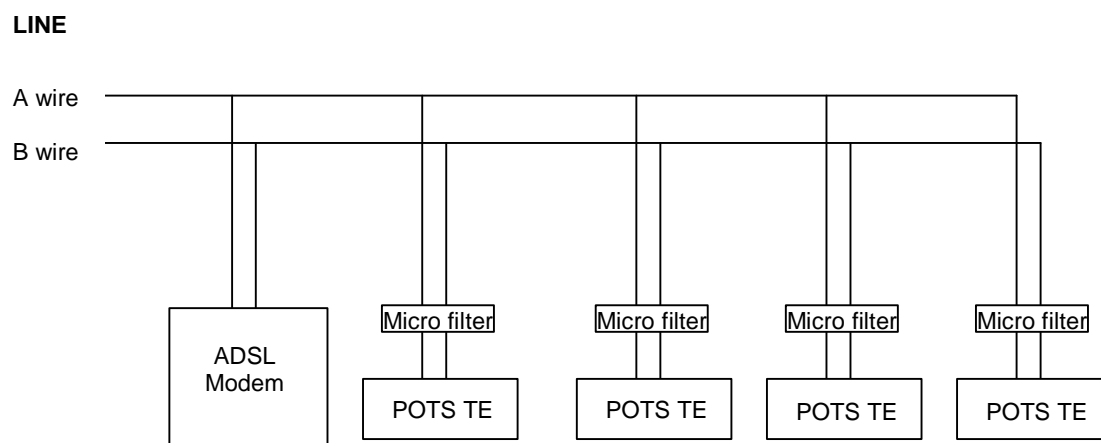 LINE
A wire
B wire
Micro filter
Micro filter
Micro filter
Micro filter
ADSL
Modem
POTS TE
POTS TE
POTS TE
POTS TE